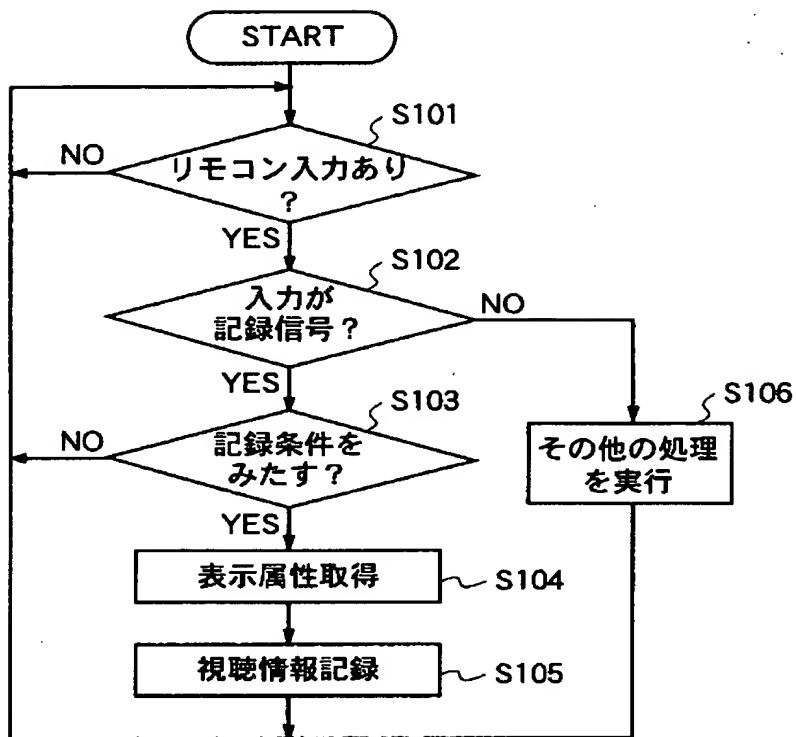 START
S101
NO
リモコン入力あり
?
YES
S102
入力が
記録信号?
NO
YES
S103
S106
NO
記録条件を
みたす?
その他の処理
を実行
YES
表示属性取得
S104
視聴情報記録
S105